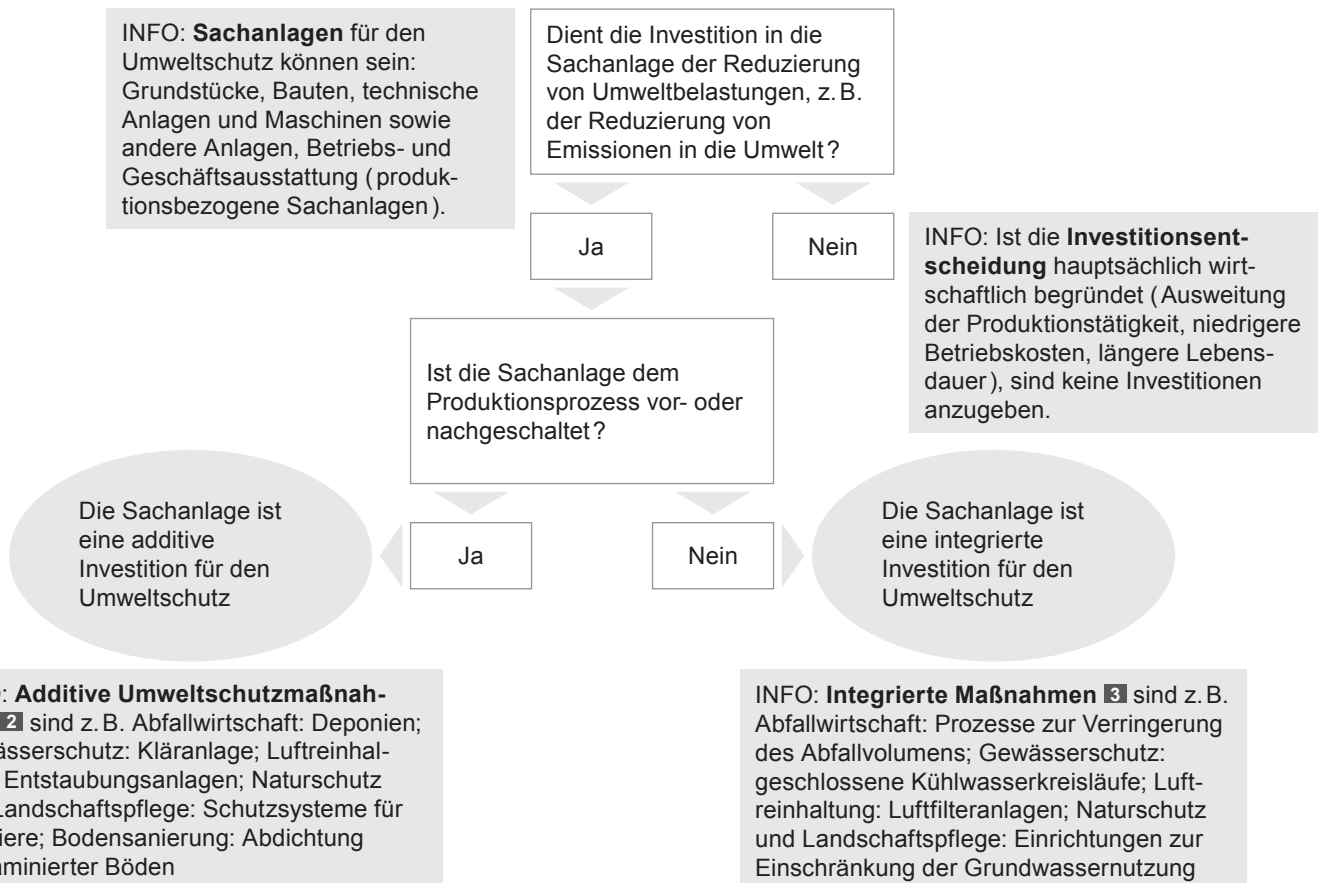 INFO: Sachanlagen für den
Umweltschutz können sein:
Grundstücke, Bauten, technische
Anlagen und Maschinen sowie
andere Anlagen, Betriebs- und
Geschäftsausstattung (produk-
tionsbezogene Sachanlagen).
Dient die Investition in die
Sachanlage der Reduzierung
von Umweltbelastungen, z.B.
der Reduzierung von
Emissionen in die Umwelt?
Ja
Nein
INFO: Ist die Investitionsent-
scheidung hauptsächlich wirt-
schaftlich begründet (Ausweitung
der Produktionstätigkeit, niedrigere
Betriebskosten, längere Lebens-
dauer), sind keine Investitionen
anzugeben.
Ist die Sachanlage dem
Produktionsprozess vor- oder
nachgeschaltet?
Die Sachanlage ist
eine additive
Investition für den
Umweltschutz
Ja
Nein
Die Sachanlage ist
eine integrierte
Investition für den
Umweltschutz
: Additive Umweltschutzmaßnah-
2 sind z.B. Abfallwirtschaft: Deponien;
ässerschutz: Kläranlage; Luftreinhal-
Entstaubungsanlagen; Naturschutz
Landschaftspflege: Schutzsysteme für
iere; Bodensanierung: Abdichtung
aminierter Böden
INFO: Integrierte Maßnahmen 3 sind z.B.
Abfallwirtschaft: Prozesse zur Verringerung
des Abfallvolumens; Gewässerschutz:
geschlossene Kühlwasserkreisläufe; Luft-
reinhaltung: Luftfilteranlagen; Naturschutz
und Landschaftspflege: Einrichtungen zur
Einschränkung der Grundwassernutzung